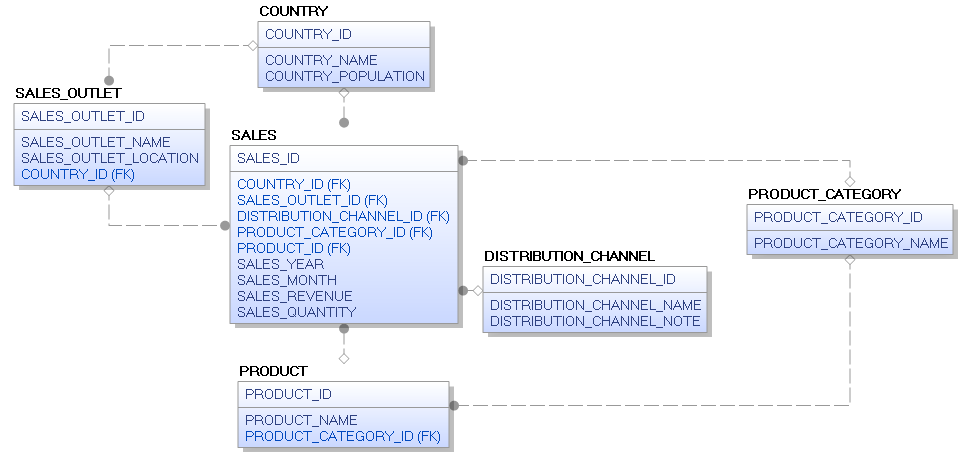 COUNTRY
COUNTRY_ID
COUNTRY_NAME
COUNTRY_POPULATION
SALES_OUTLET
SALES_OUTLET_ID
SALES_OUTLET_NAME
SALES_OUTLET_LOCATION
COUNTRY_ID (FK)
SALES
SALES_ID
COUNTRY_ID (FK)
SALES_OUTLET_ID (FK)
DISTRIBUTION_CHANNEL_ID (FK)
PRODUCT_CATEGORY_ID (FK)
PRODUCT_ID (FK)
SALES_YEAR
SALES_MONTH
SALES_REVENUE
SALES_QUANTITY
PRODUCT_CATEGORY
PRODUCT_CATEGORY_ID
PRODUCT_CATEGORY_NAME
DISTRIBUTION_CHANNEL
DISTRIBUTION_CHANNEL_ID
DISTRIBUTION_CHANNEL_NAME
DISTRIBUTION_CHANNEL_NOTE
PRODUCT
PRODUCT_ID
PRODUCT_NAME
PRODUCT_CATEGORY_ID (FK)